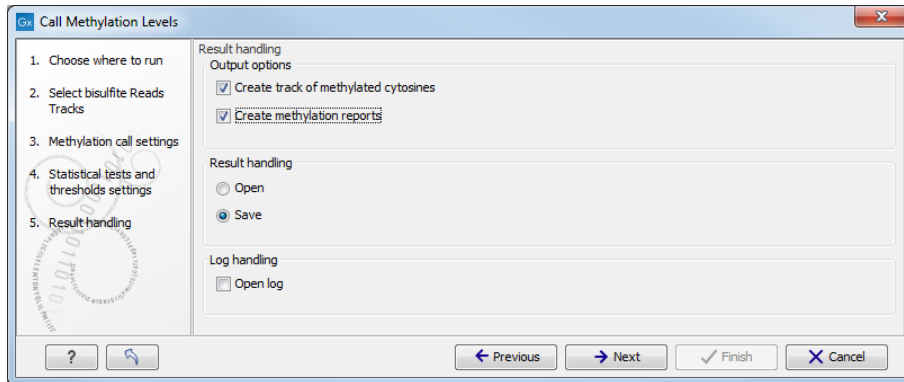 Gx Call Methylation Levels
1. Choose where to run
2. Select bisulfite Reads
Tracks
3. Methylation call settings
4. Statistical tests and
thresholds settings
5. Result handling
Result handling
Output options
Create track of methylated cytosines
Create methylation reports
Result handling
Open
Save
Log handling
Open log
?
Previous
Next
Finish
Cancel